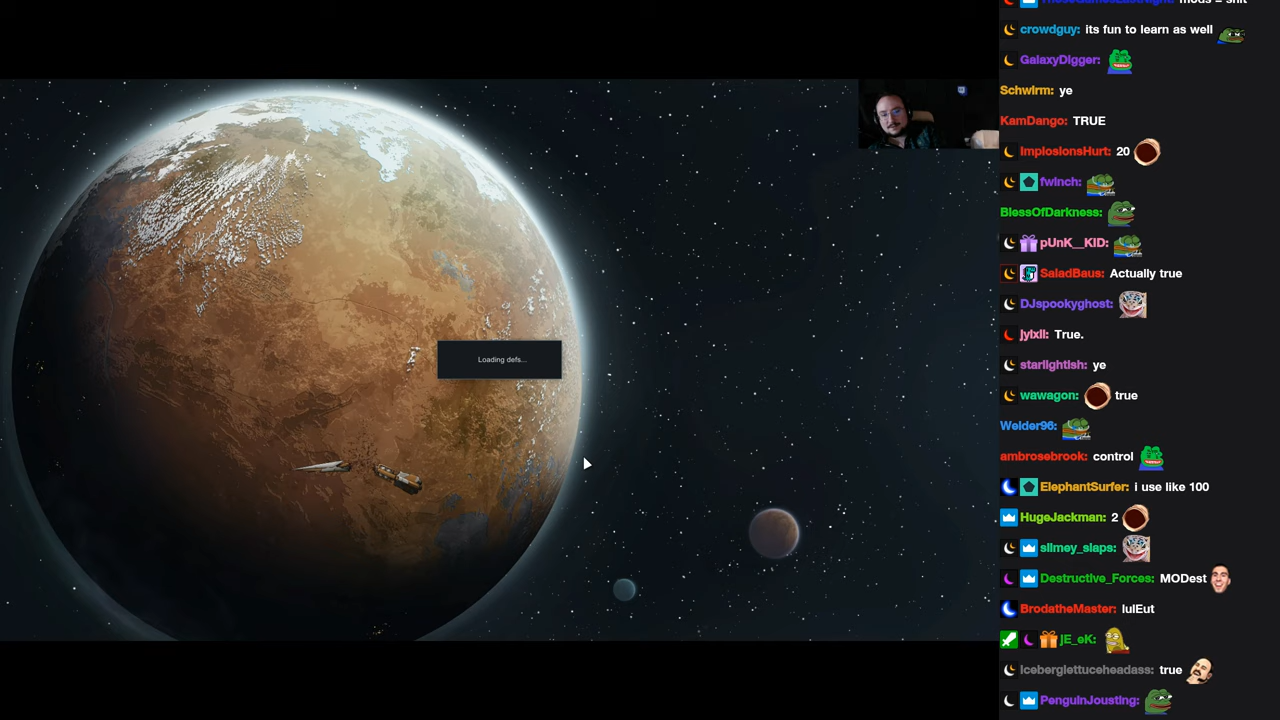 crowdguy: its fun to learn as well
GalaxyDigger:
Schwirm: ye
KamDango: TRUE
ImplosionsHurt: 20
fwinch:
BlessOfDarkness:
pUnK__KID:
SaladBaus: Actually true
DJspookyghost:
True.
starlightish: ye
wawagon: true
Loading defs...
Welder96:
ambrosebrook: control
ElephantSurfer: i use like 100
HugeJackman: 2
slimey_slaps:
Destructive_Forces: MODest
BrodatheMaster: lulEut
jE_eK:
iceberglettuceheadass: true
PenguinJousting: